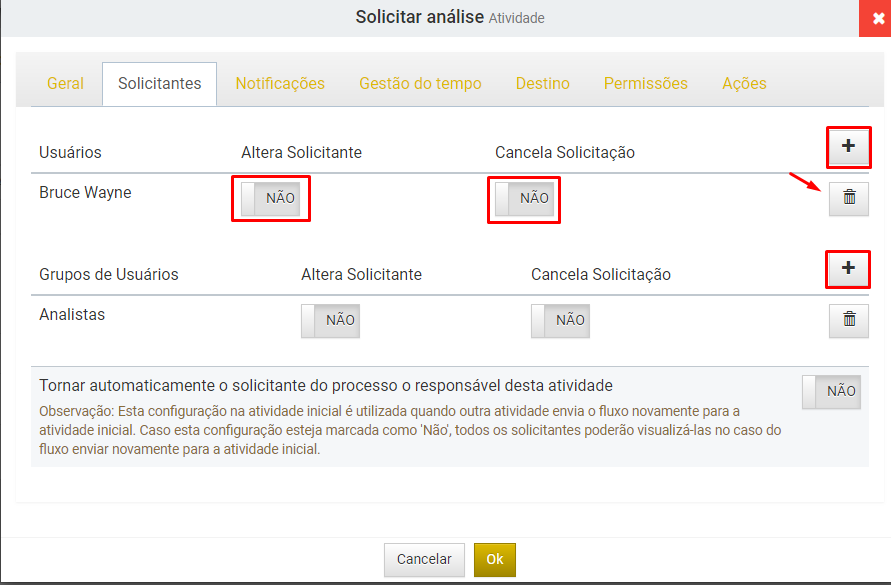 Solicitar análise Atividade
Geral Solicitantes Notificações Gestão do tempo Destino Permissões Ações
Usuários Altera Solicitante Cancela Solicitação
Bruce Wayne NÃO NÃO
Grupos de Usuários Altera Solicitante Cancela Solicitação
Analistas NÃO NÃO
Tornar automaticamente o solicitante do processo o responsável desta atividade NÃO
Observação: Esta configuração na atividade inicial é utilizada quando outra atividade envia o fluxo novamente para a
atividade inicial. Caso esta configuração esteja marcada como 'Não', todos os solicitantes poderão visualizá-las no caso do
fluxo enviar novamente para a atividade inicial.
Cancelar Ok